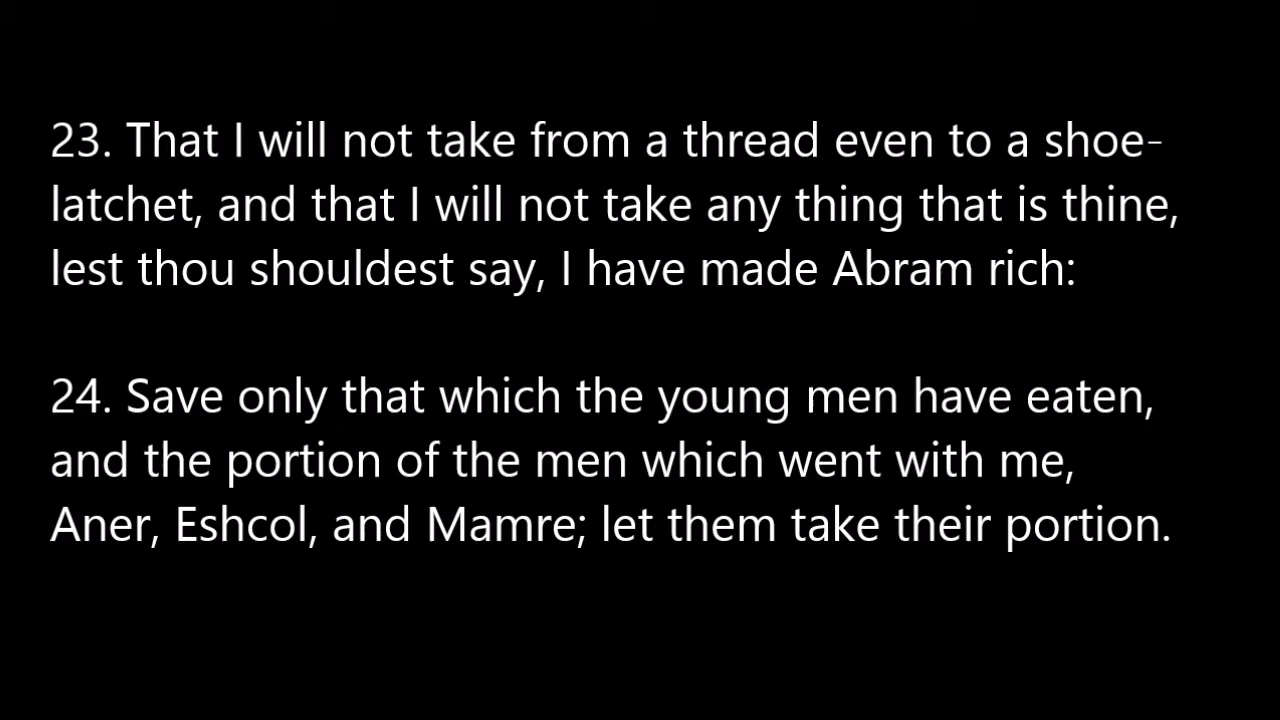 23. That I will not take from a thread even to a shoe-
latchet, and that I will not take any thing that is thine,
lest thou shouldest say, I have made Abram rich:
24. Save only that which the young men have eaten,
and the portion of the men which went with me,
Aner, Eshcol, and Mamre; let them take their portion.